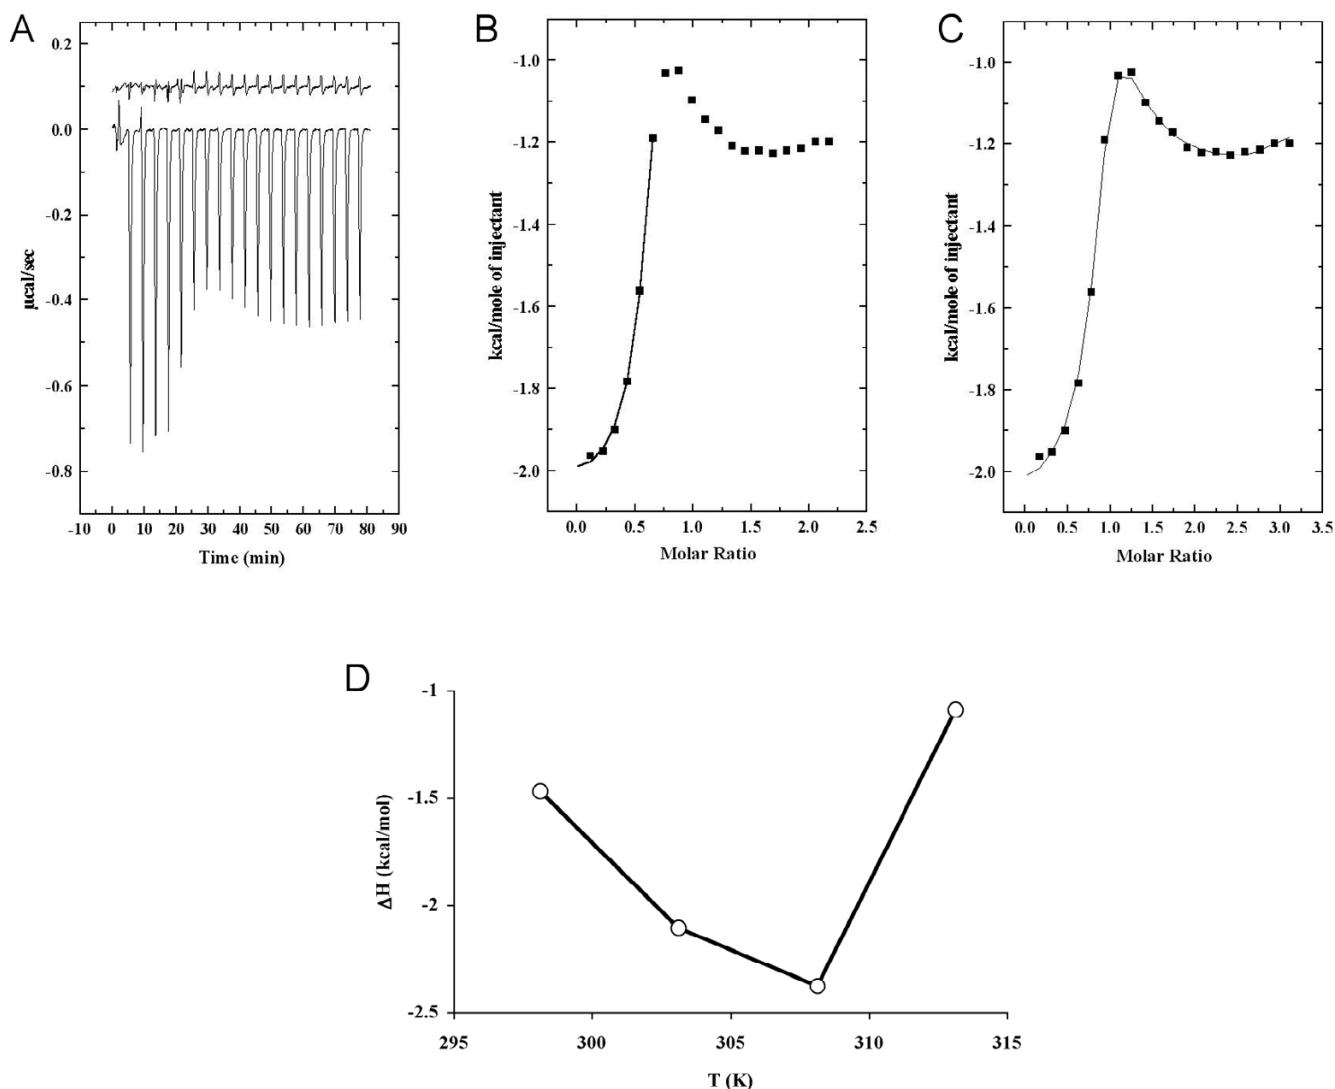 A
0.2
0.0
-0.2
-0.4
-0.6
-0.8
µcal/sec
-10 0 10 20 30 40 50 60 70 80 90
Time (min)
B
-1.0
-1.2
-1.4
-1.6
-1.8
-2.0
kcal/mole of injectant
0.0 0.5 1.0 1.5 2.0 2.5
Molar Ratio
C
-1.0
-1.2
-1.4
-1.6
-1.8
-2.0
kcal/mole of injectant
0.0 0.5 1.0 1.5 2.0 2.5 3.0 3.5
Molar Ratio
D
-1
-1.5
-2
-2.5
ΔH (kcal/mol)
295 300 305 310 315
T (K)